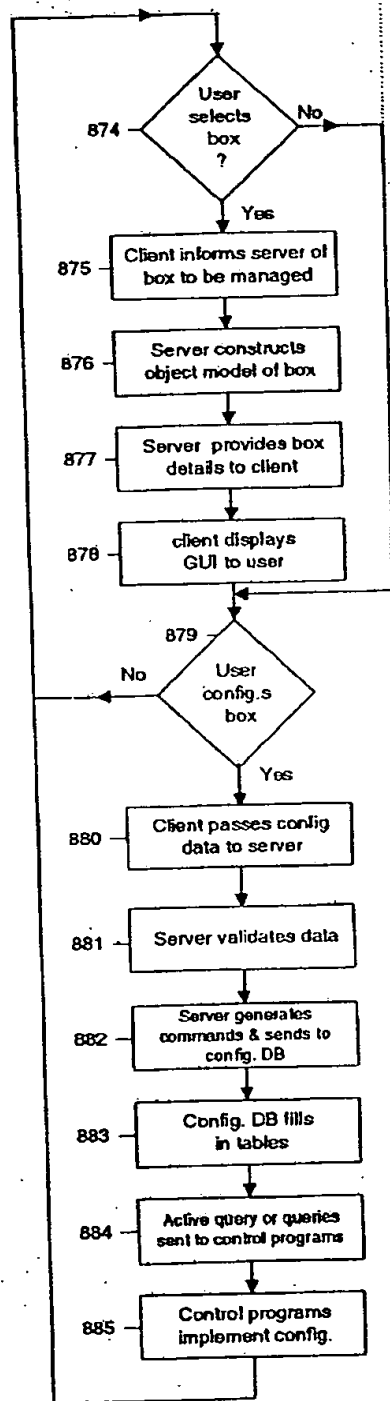 User
selects
box
?
874
No
Yes
875
Client informs server of
box to be managed
876
Server constructs
object model of box
877
Server provides box
details to client
878
client displays
GUI to user
879
No
User
config.s
box
Yes
880
Client passes config
data to server
881
Server validates data
882
Server generates
commands & sends to
config. DB
883
Config. DB fills
in tables
884
Active query or queries
sent to control programs
885
Control programs
implement config.